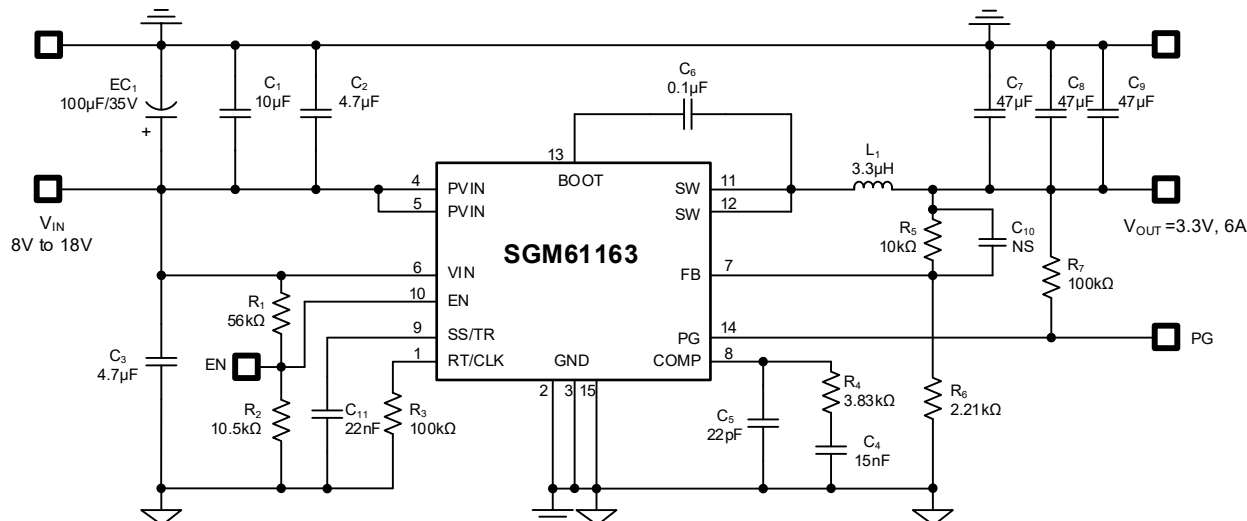 EC1
100µF/35V
+
C1
10µF
C2
4.7µF
C6
0.1µF
C7
47µF
C8
47µF
C9
47µF
VIN
8V to 18V
4
PVIN
5
PVIN
13
BOOT
SGM61163
SW
11
SW
12
L1
3.3µH
VOUT =3.3V, 6A
6
VIN
10
EN
9
SS/TR
1
RT/CLK
GND
2
3
15
FB
7
PG
14
COMP
8
R5
10kΩ
C10
NS
R7
100kΩ
PG
R1
56kΩ
EN
C3
4.7µF
R2
10.5kΩ
C11
22nF
R3
100kΩ
C5
22pF
R4
3.83kΩ
C4
15nF
R6
2.21kΩ